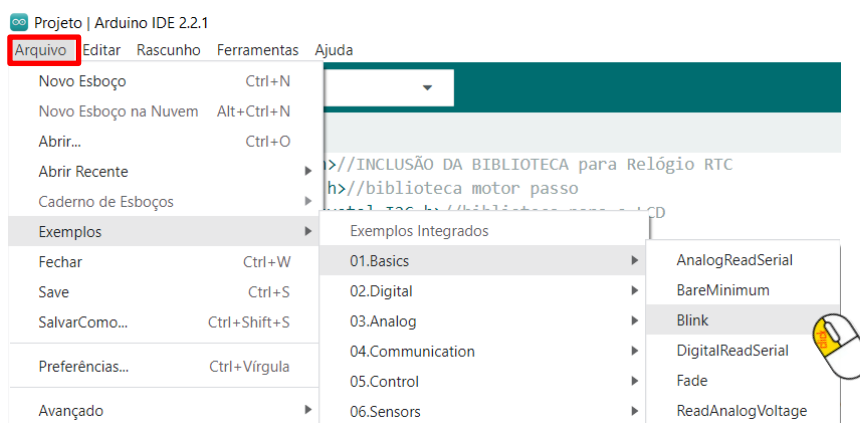 Projeto | Arduino IDE 2.2.1
Arquivo Editar Rascunho Ferramentas Ajuda
Novo Esboço Ctrl+N
Novo Esboço na Nuvem Alt+Ctrl+N
Abrir... Ctrl+O
Abrir Recente
Caderno de Esboços
Exemplos
Fechar Ctrl+W
Save Ctrl+S
SalvarComo... Ctrl+Shift+S
Preferências... Ctrl+Vírgula
Avançado
>//INCLUSÃO DA BIBLIOTECA para Relógio RTC
h>//biblioteca motor passo
LCD
Exemplos Integrados
01.Basics
02.Digital
03.Analog
04.Communication
05.Control
06.Sensors
AnalogReadSerial
BareMinimum
Blink
DigitalReadSerial
Fade
ReadAnalogVoltage